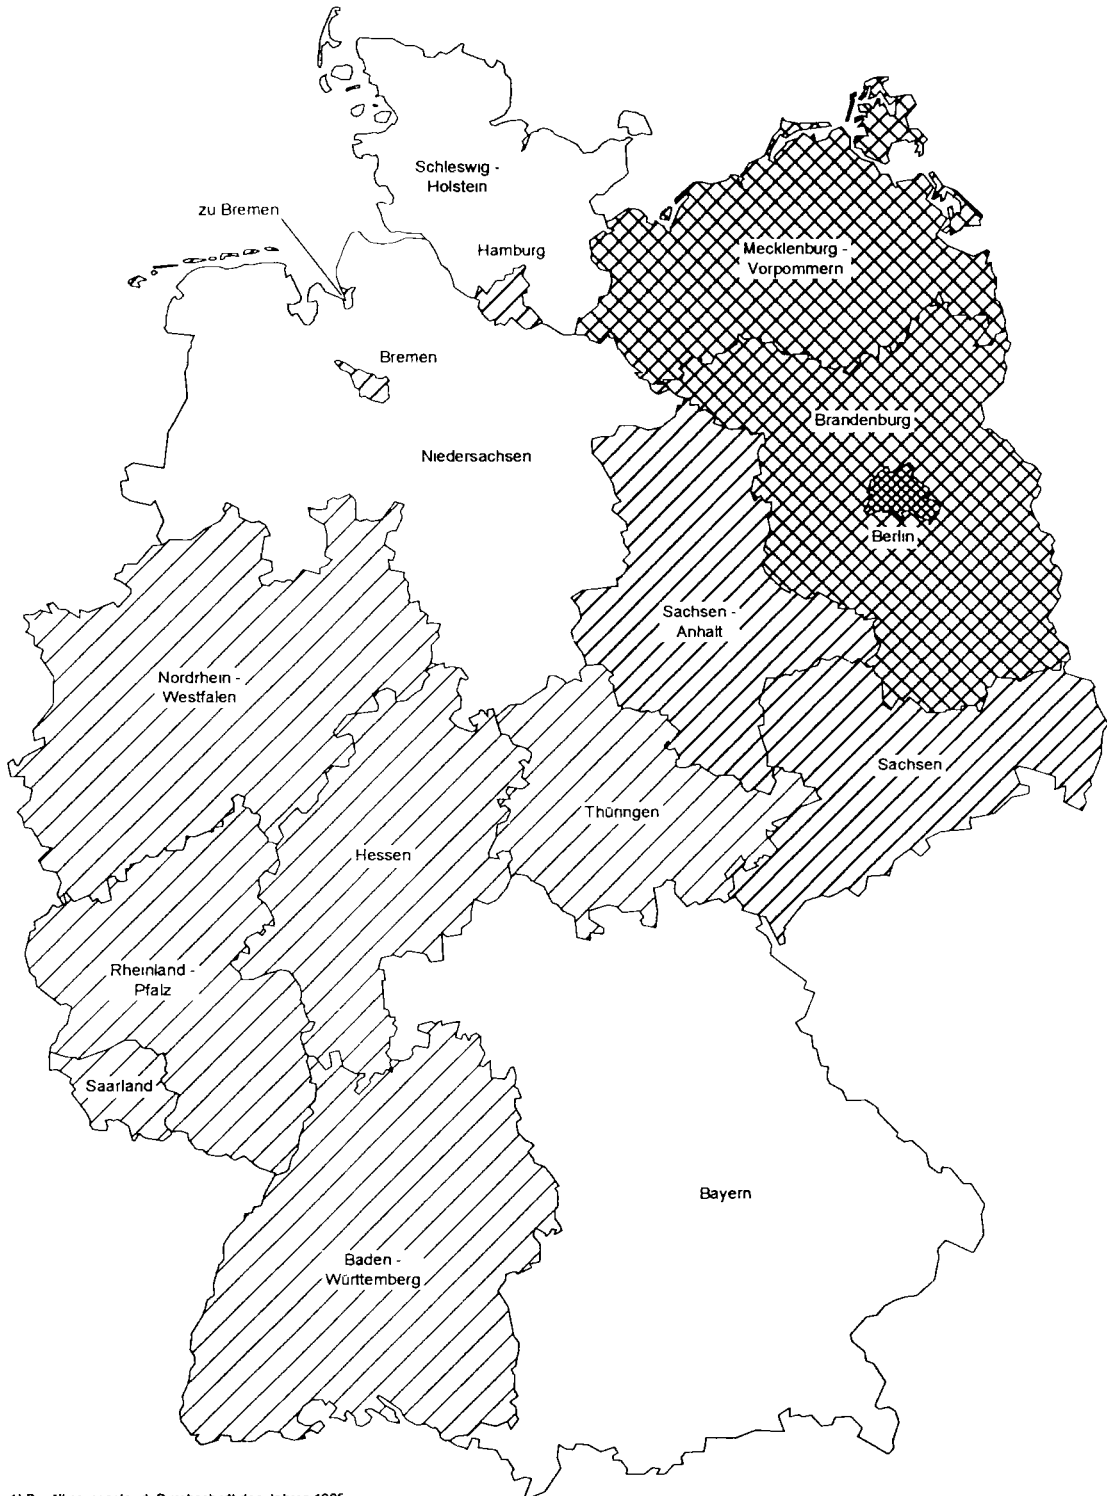 Schleswig -
Holstein
zu Bremen
Hamburg
Mecklenburg -
Vorpommern
Bremen
Brandenburg
Niedersachsen
Berlin
Sachsen -
Anhalt
Nordrhein -
Westfalen
Sachsen
Thüringen
Hessen
Rheinland -
Pfalz
Saarland
Bayern
Baden -
Württemberg